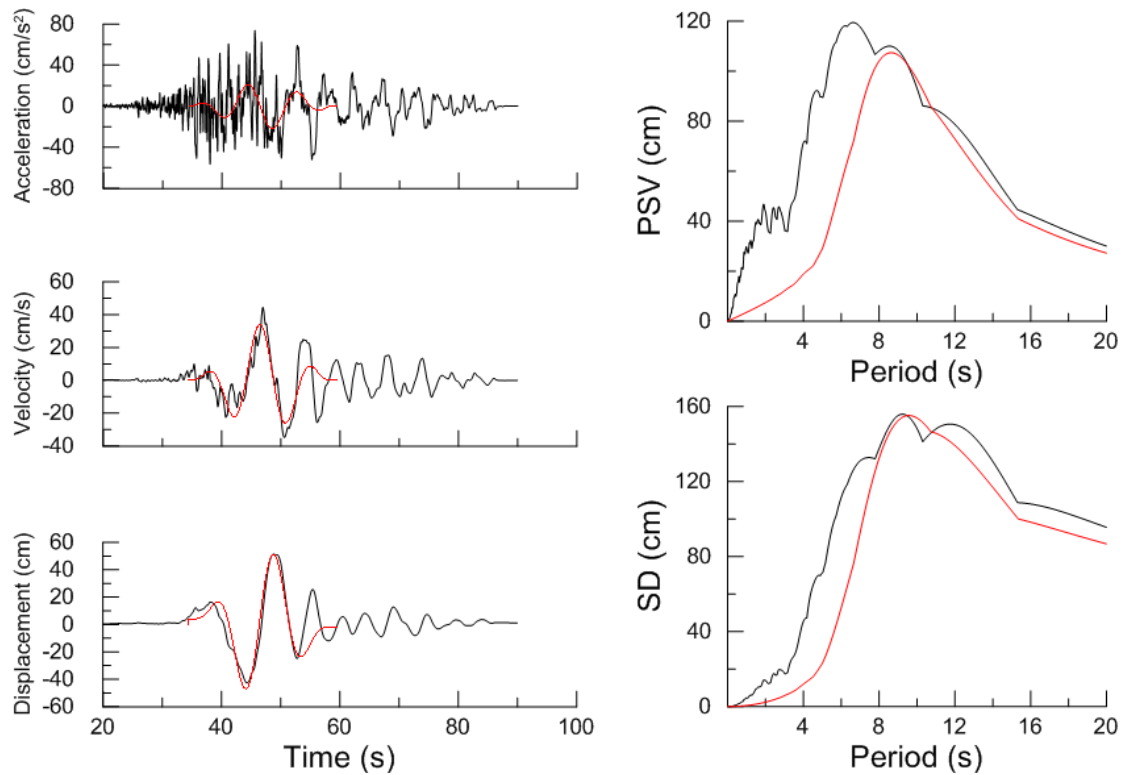 80
40
0
-40
-80
Acceleration (cm/s²)
60
40
20
0
-20
-40
Velocity (cm/s)
60
40
20
0
-20
-40
-60
Displacement (cm)
20 40 60 80 100
Time (s)
120
80
40
0
PSV (cm)
4 8 12 16 20
Period (s)
160
120
80
40
0
SD (cm)
4 8 12 16 20
Period (s)